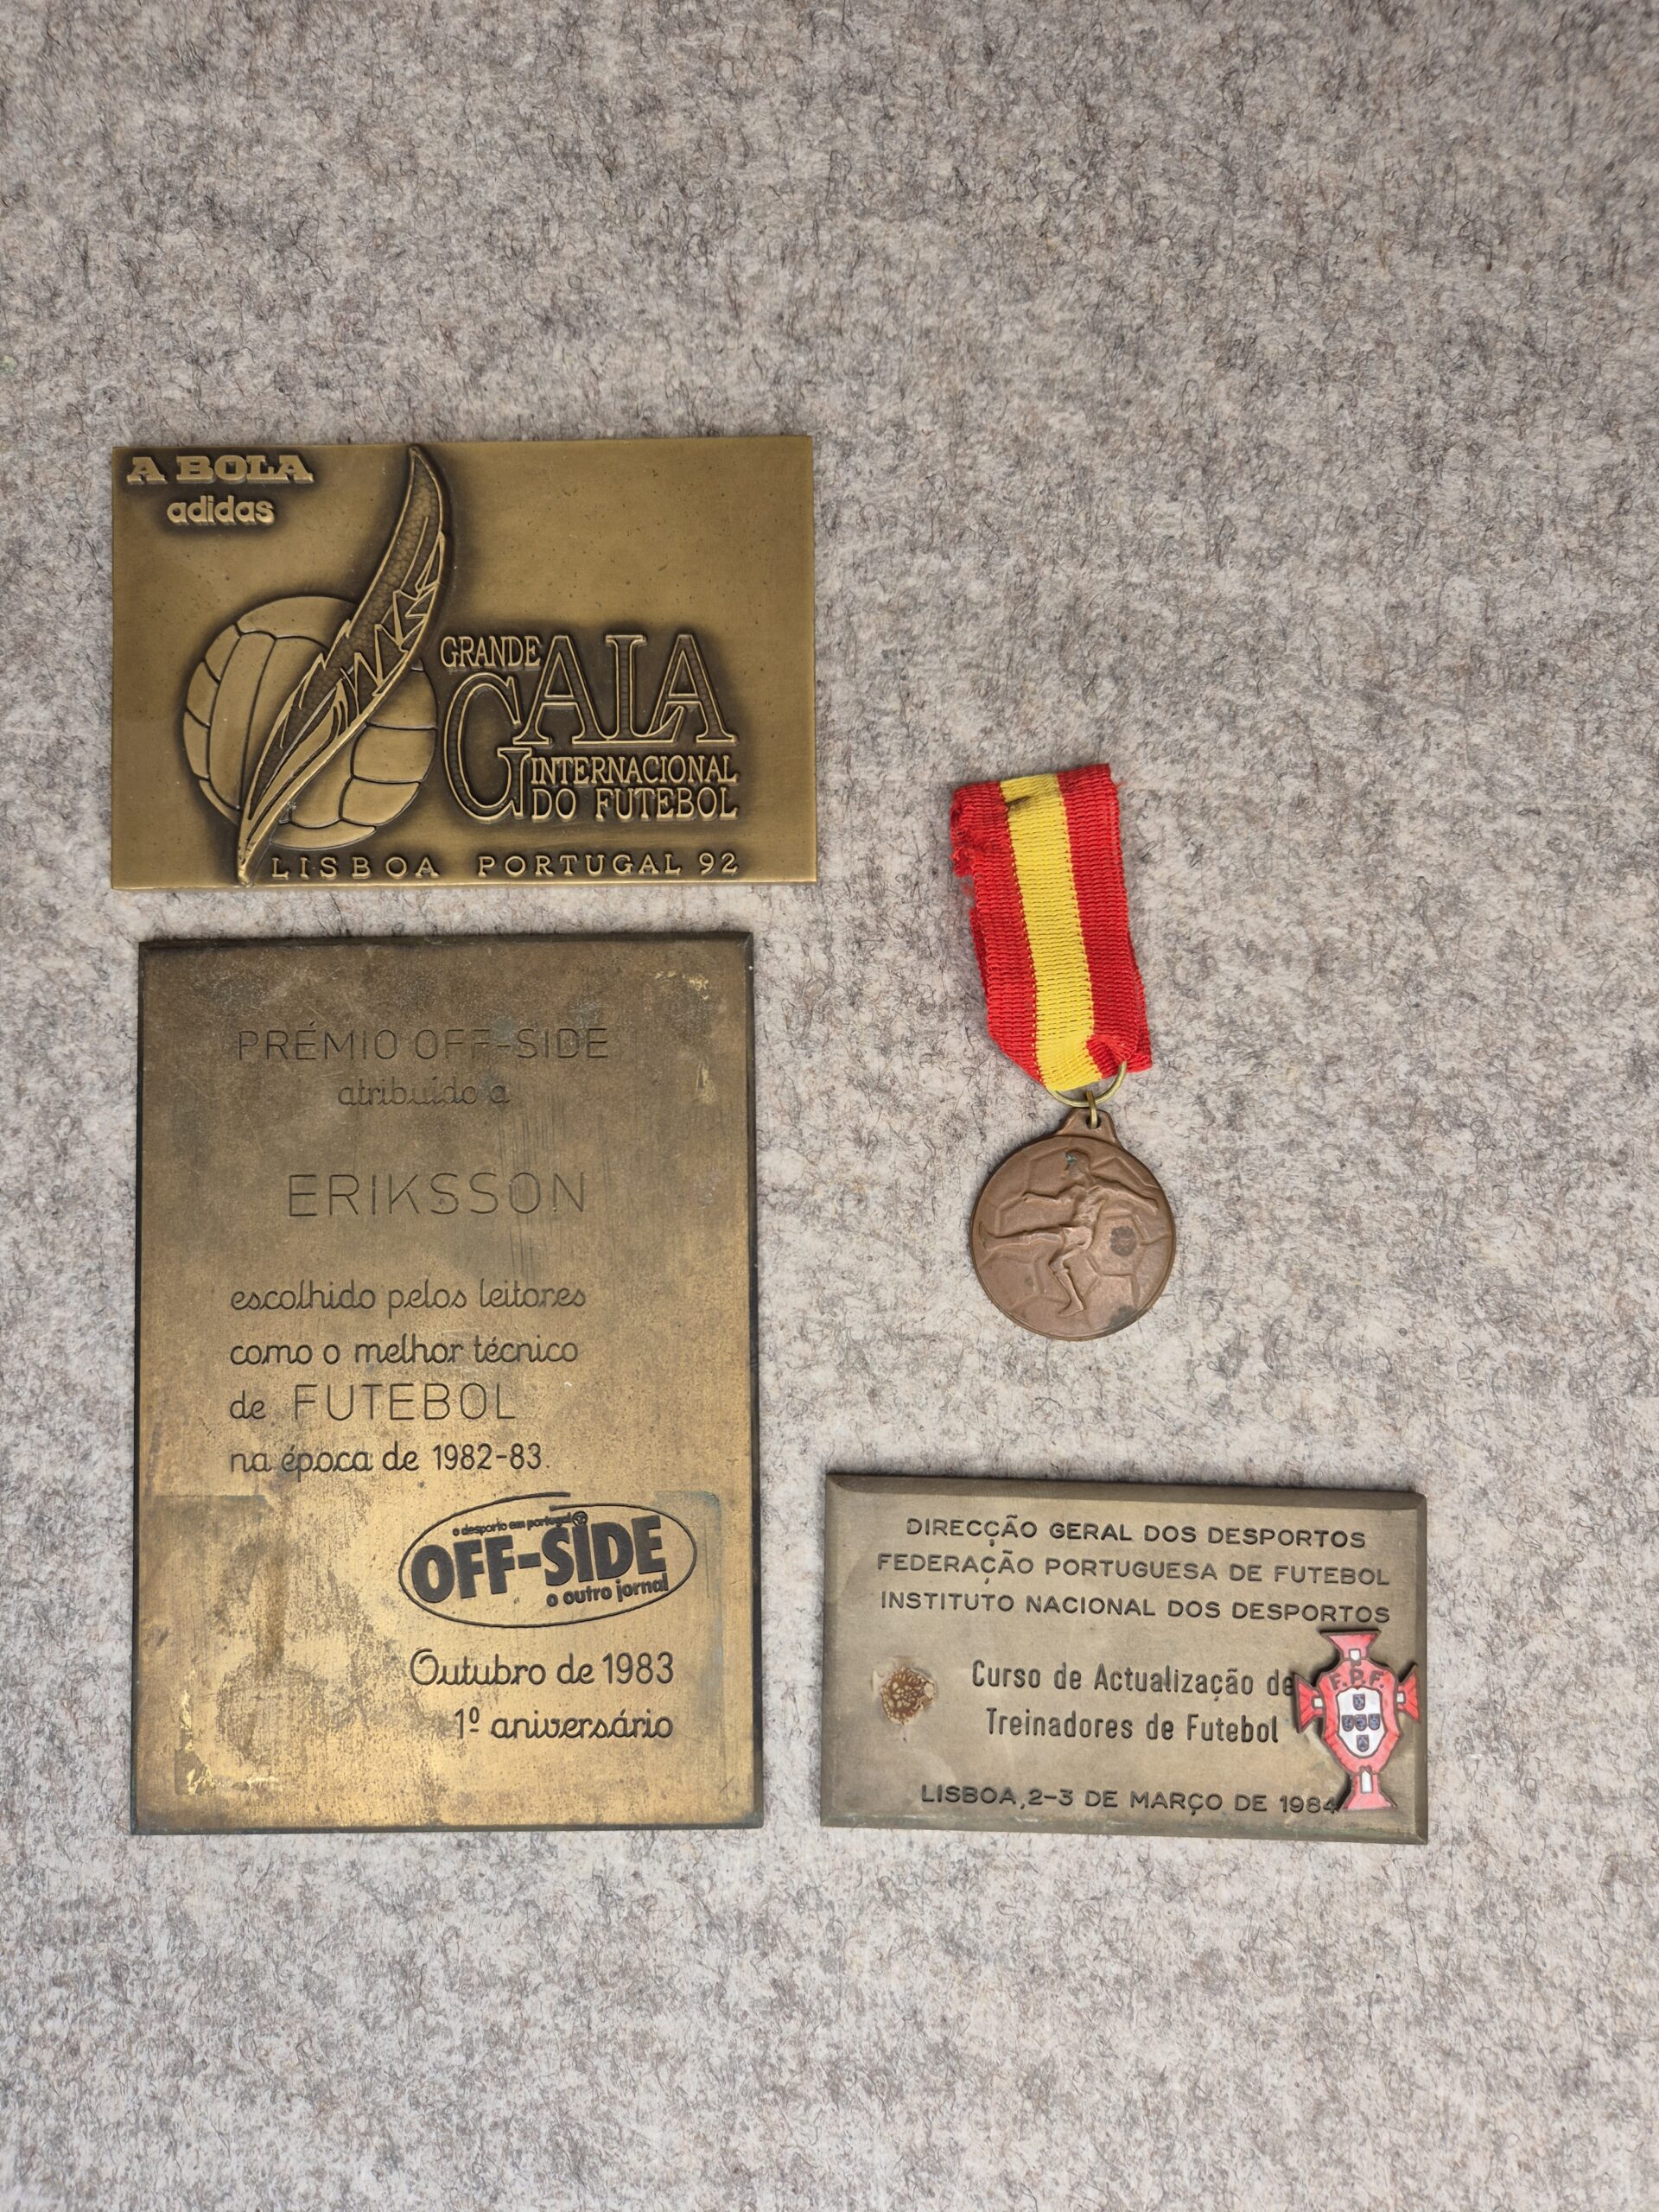 A BOLA
adidas
GRANDE GALA
INTERNACIONAL
DO FUTEBOL
LISBOA PORTUGAL 92
PRÉMIO OFF-SIDE
atribuído a
ERIKSSON
escolhido pelos leitores
como o melhor técnico
de FUTEBOL
na época de 1982-83.
o desporto em portugal
OFF-SIDE
o outro jornal
Outubro de 1983
1º aniversário
DIRECÇÃO GERAL DOS DESPORTOS
FEDERAÇÃO PORTUGUESA DE FUTEBOL
INSTITUTO NACIONAL DOS DESPORTOS
Curso de Actualização de
Treinadores de Futebol
F.P.F.
LISBOA, 2-3 DE MARÇO DE 1984